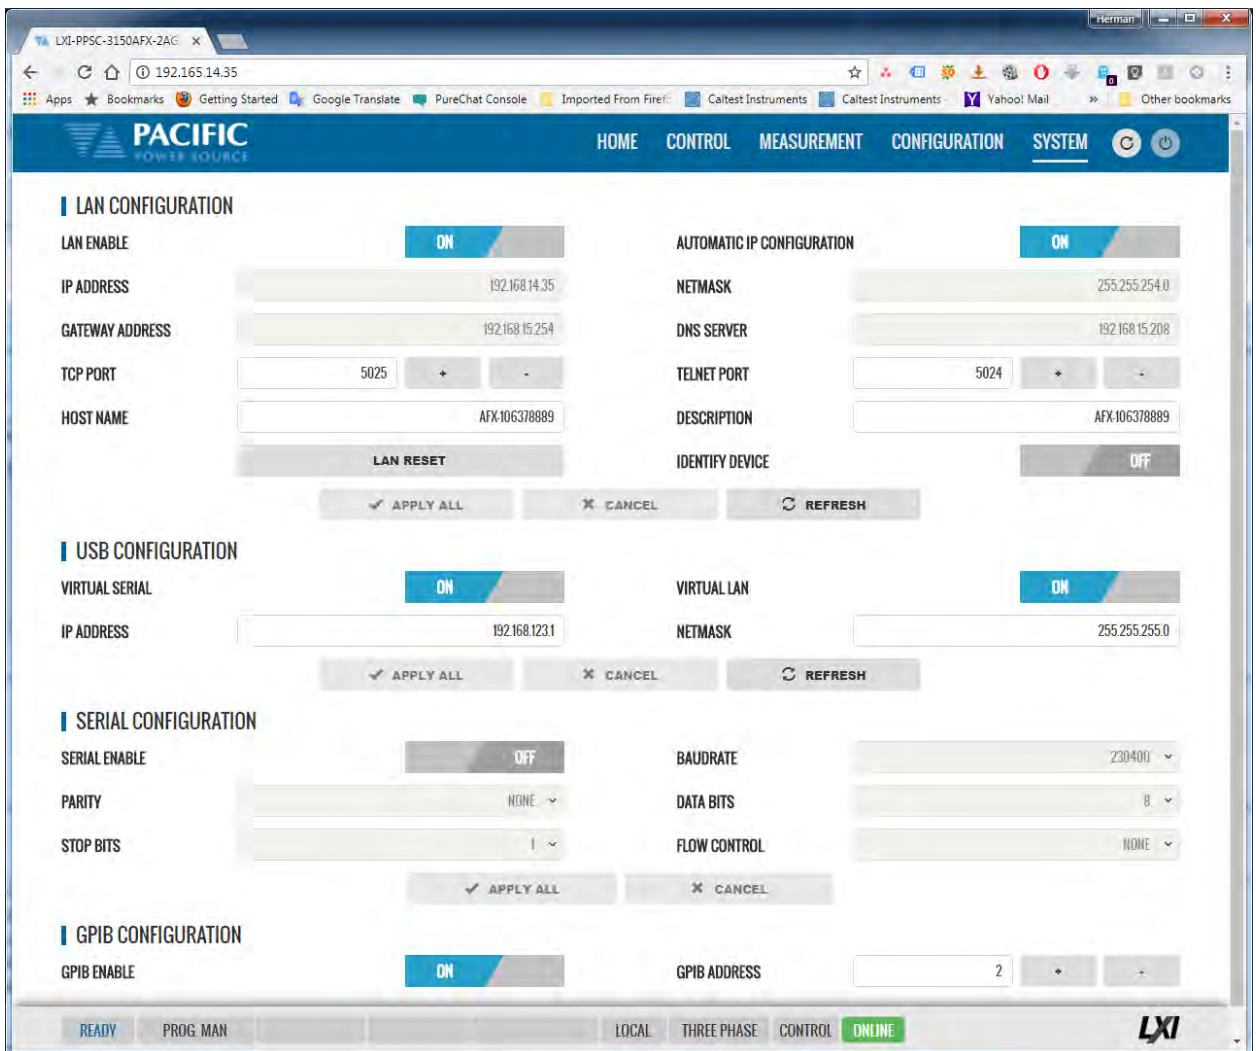 Herman
LXI-PPSC-3150AFX-2AG ×
192.165.14.35
Apps Bookmarks Getting Started Google Translate PureChat Console Imported From Firef Caltest Instruments Caltest Instruments Yahoo! Mail » Other bookmarks
PACIFIC
POWER SOURCE
HOME CONTROL MEASUREMENT CONFIGURATION SYSTEM
LAN CONFIGURATION
LAN ENABLE ON AUTOMATIC IP CONFIGURATION ON
IP ADDRESS 192.168.14.35 NETMASK 255.255.254.0
GATEWAY ADDRESS 192.168.15.254 DNS SERVER 192.168.15.208
TCP PORT 5025 + - TELNET PORT 5024 + -
HOST NAME AFX-106378889 DESCRIPTION AFX-106378889
LAN RESET IDENTIFY DEVICE OFF
APPLY ALL CANCEL REFRESH
USB CONFIGURATION
VIRTUAL SERIAL ON VIRTUAL LAN ON
IP ADDRESS 192.168.123.1 NETMASK 255.255.255.0
APPLY ALL CANCEL REFRESH
SERIAL CONFIGURATION
SERIAL ENABLE OFF BAUDRATE 230400
PARITY NONE DATA BITS 8
STOP BITS 1 FLOW CONTROL NONE
APPLY ALL CANCEL
GPIB CONFIGURATION
GPIB ENABLE ON GPIB ADDRESS 2 + -
READY PROG. MAN LOCAL THREE PHASE CONTROL ONLINE LXI